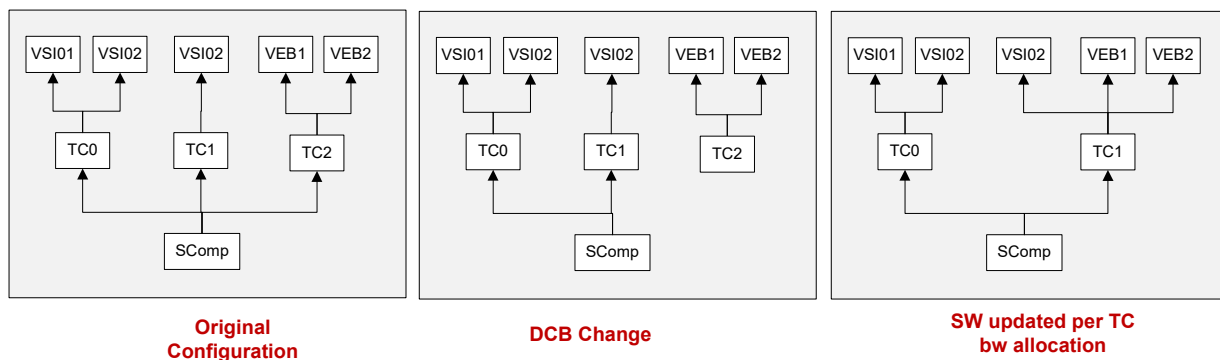 VSI01 VSI02 VSI02 VEB1 VEB2
TC0 TC1 TC2
SComp
Original
Configuration
VSI01 VSI02 VSI02 VEB1 VEB2
TC0 TC1 TC2
SComp
DCB Change
VSI01 VSI02 VSI02 VEB1 VEB2
TC0 TC1
SComp
SW updated per TC
bw allocation